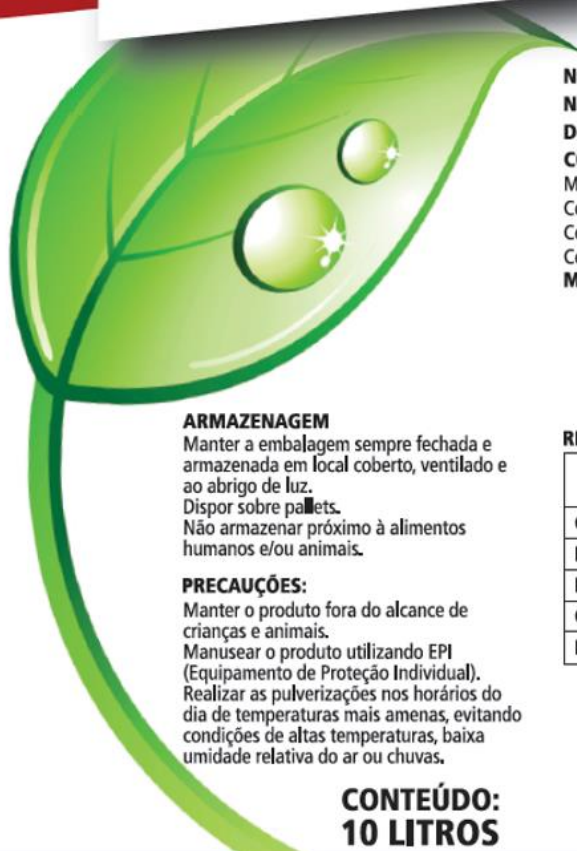 ARMAZENAGEM
Manter a embalagem sempre fechada e
armazenada em local coberto, ventilado e
ao abrigo de luz.
Dispor sobre pallets.
Não armazenar próximo à alimentos
humanos e/ou animais.
PRECAUÇÕES:
Manter o produto fora do alcance de
crianças e animais.
Manusear o produto utilizando EPI
(Equipamento de Proteção Individual).
Realizar as pulverizações nos horários do
dia de temperaturas mais amenas, evitando
condições de altas temperaturas, baixa
umidade relativa do ar ou chuvas.
CONTEÚDO:
10 LITROS